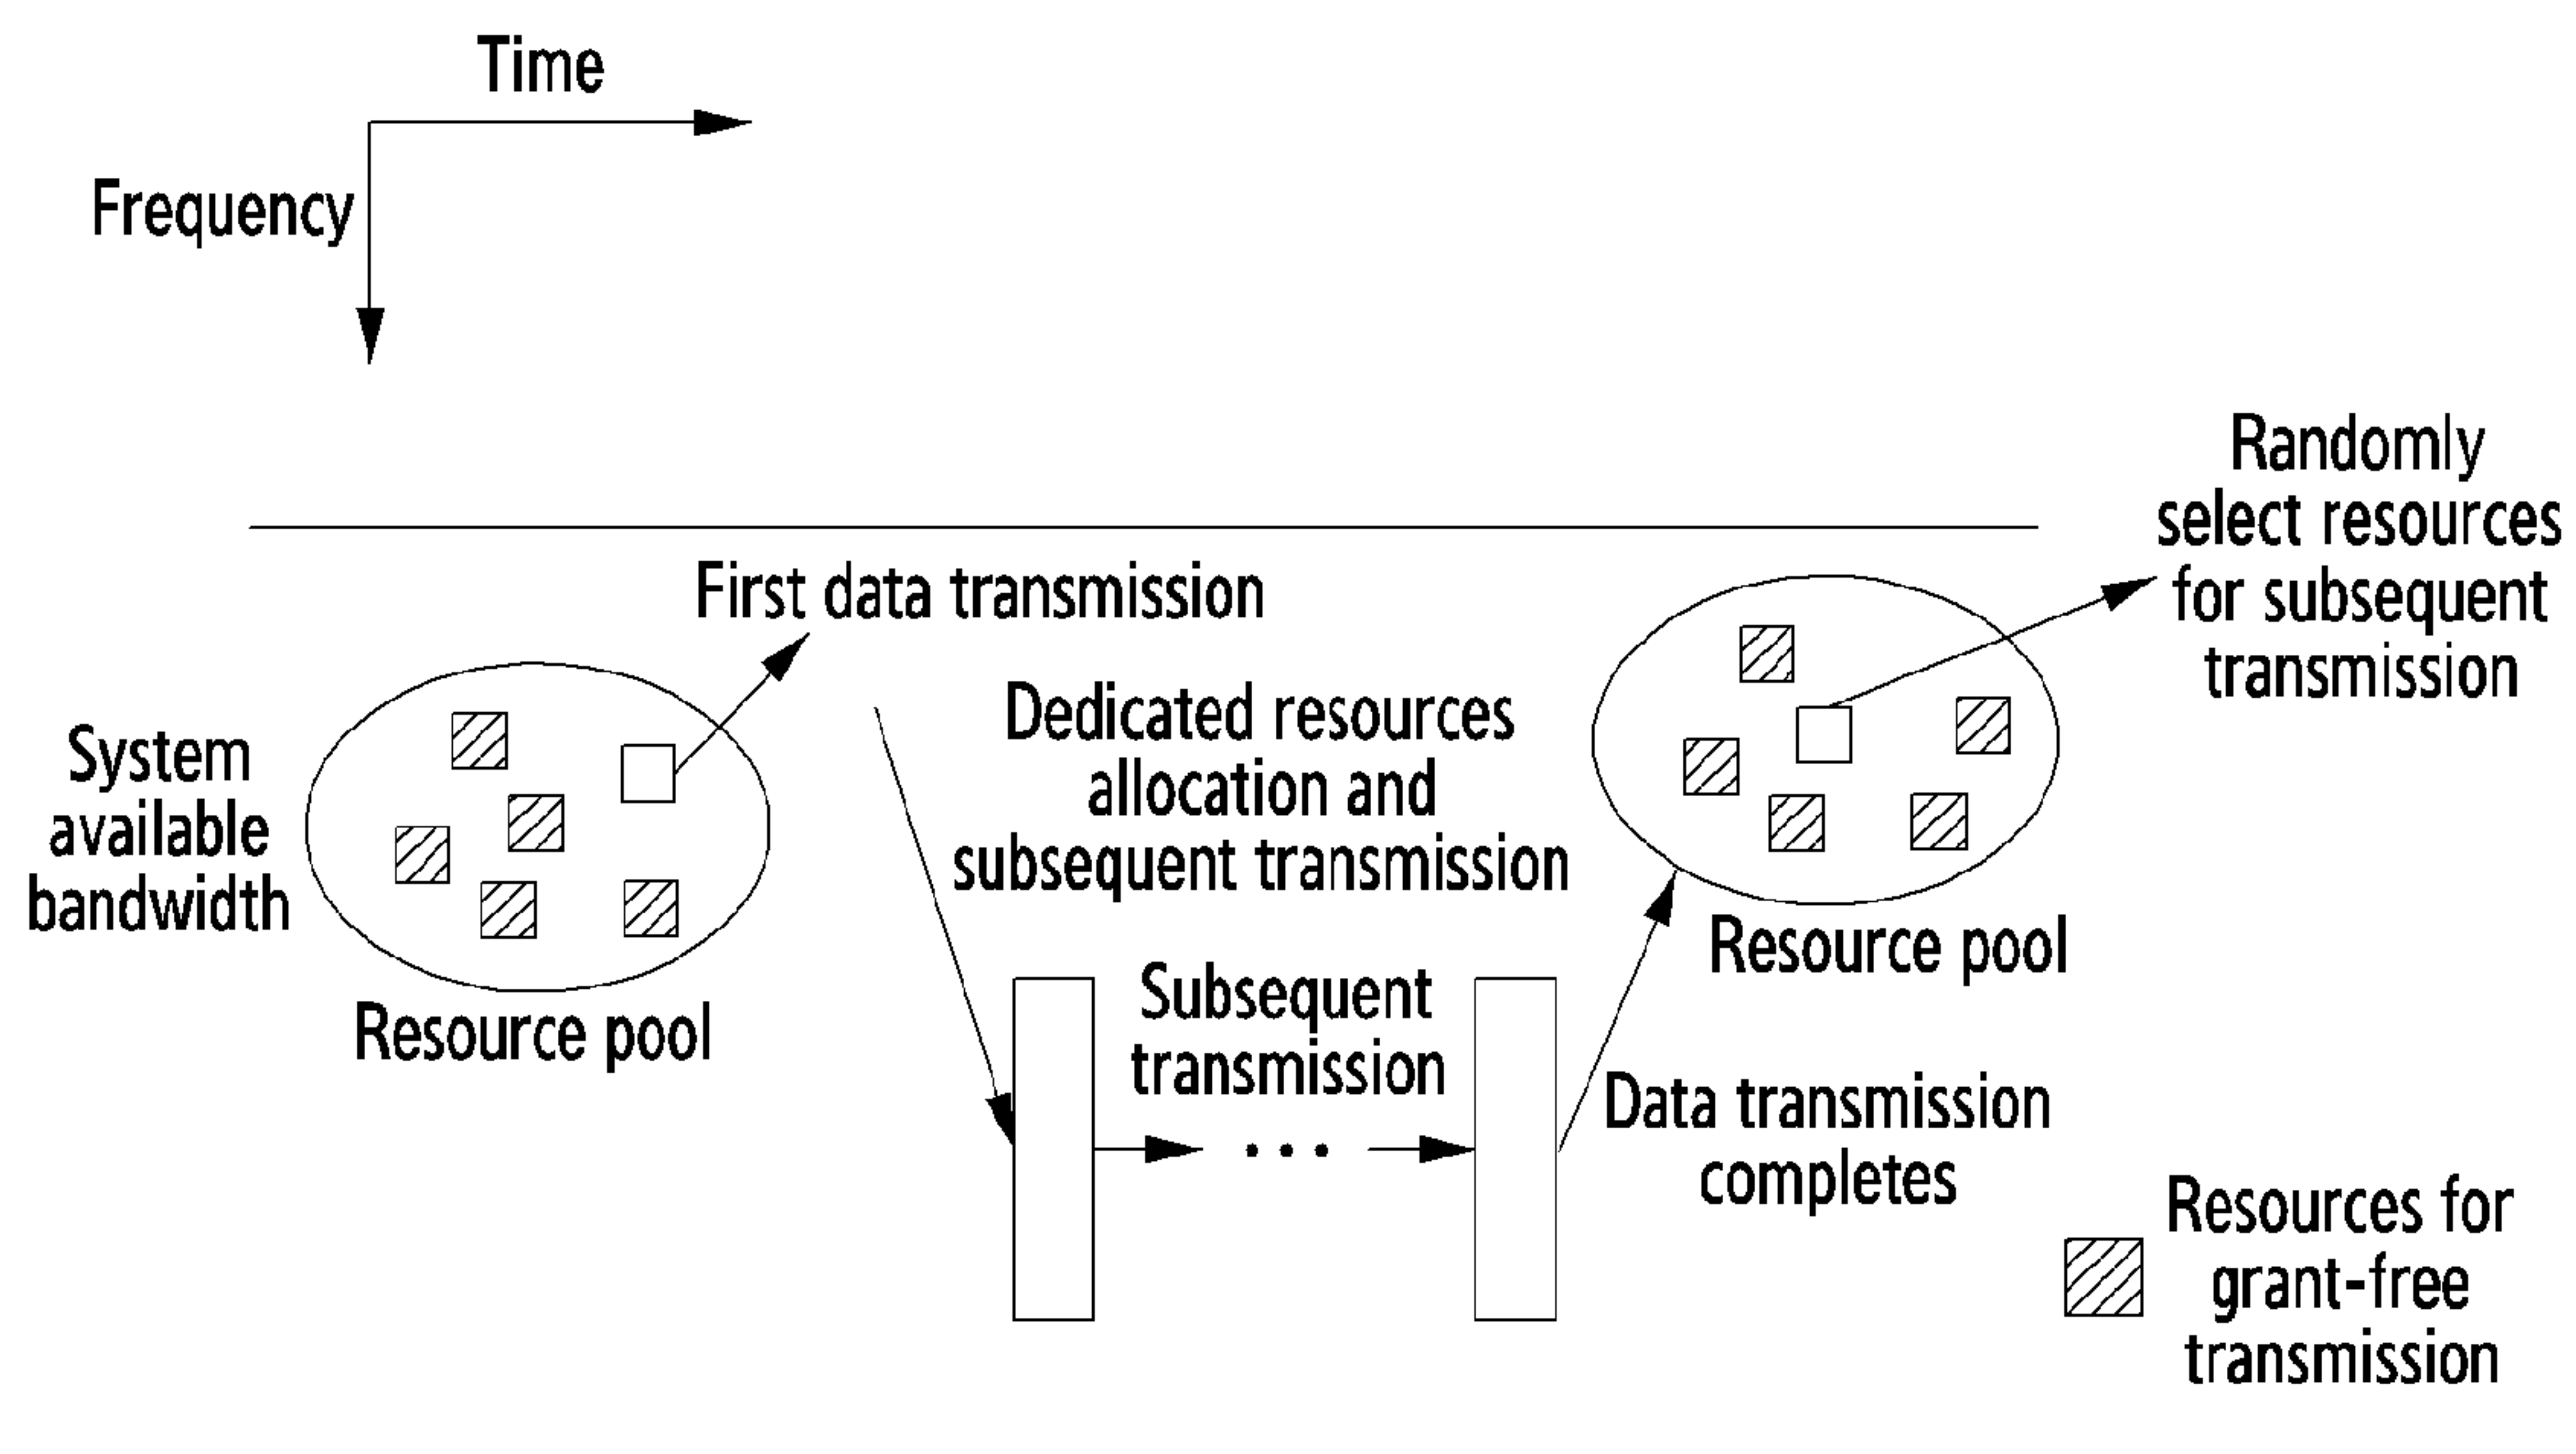 Time
Frequency
Randomly
select resources
for subsequent
transmission
First data transmission
Dedicated resources
allocation and
subsequent transmission
System
available
bandwidth
Resource pool
Resource pool
Subsequent
transmission
Data transmission
completes
Resources for
grant-free
transmission